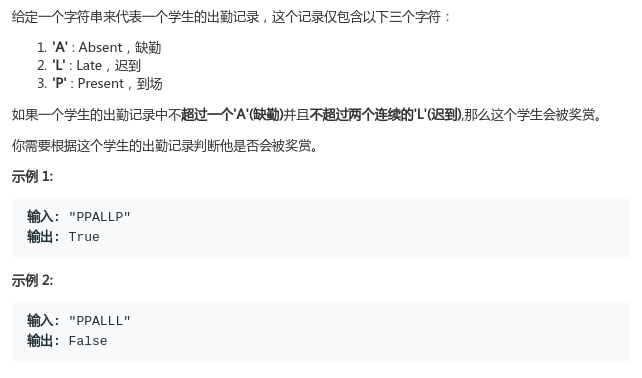 给定一个字符串来代表一个学生的出勤记录，这个记录仅包含以下三个字符：
1. 'A' : Absent，缺勤
2. 'L' : Late，迟到
3. 'P' : Present，到场
如果一个学生的出勤记录中不超过一个'A'(缺勤)并且不超过两个连续的'L'(迟到),那么这个学生会被奖赏。
你需要根据这个学生的出勤记录判断他是否会被奖赏。
示例 1:
输入: "PPALLP"
输出: True
示例 2:
输入: "PPALLL"
输出: False